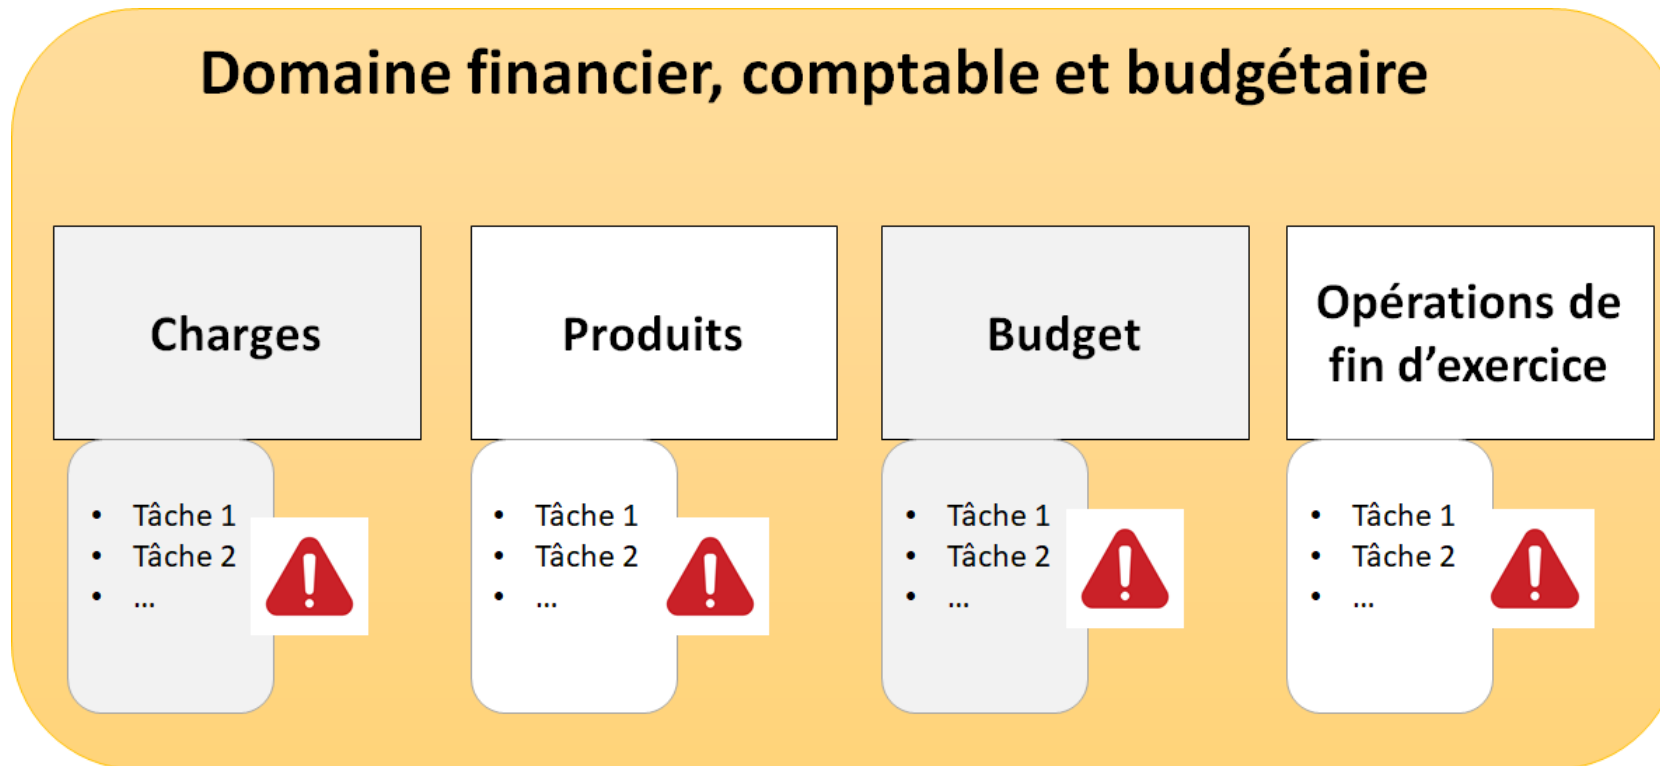 Domaine financier, comptable et budgétaire
Charges
• Tâche 1
• Tâche 2
• ...
Produits
• Tâche 1
• Tâche 2
• ...
Budget
• Tâche 1
• Tâche 2
• ...
Opérations de
fin d’exercice
• Tâche 1
• Tâche 2
• ...